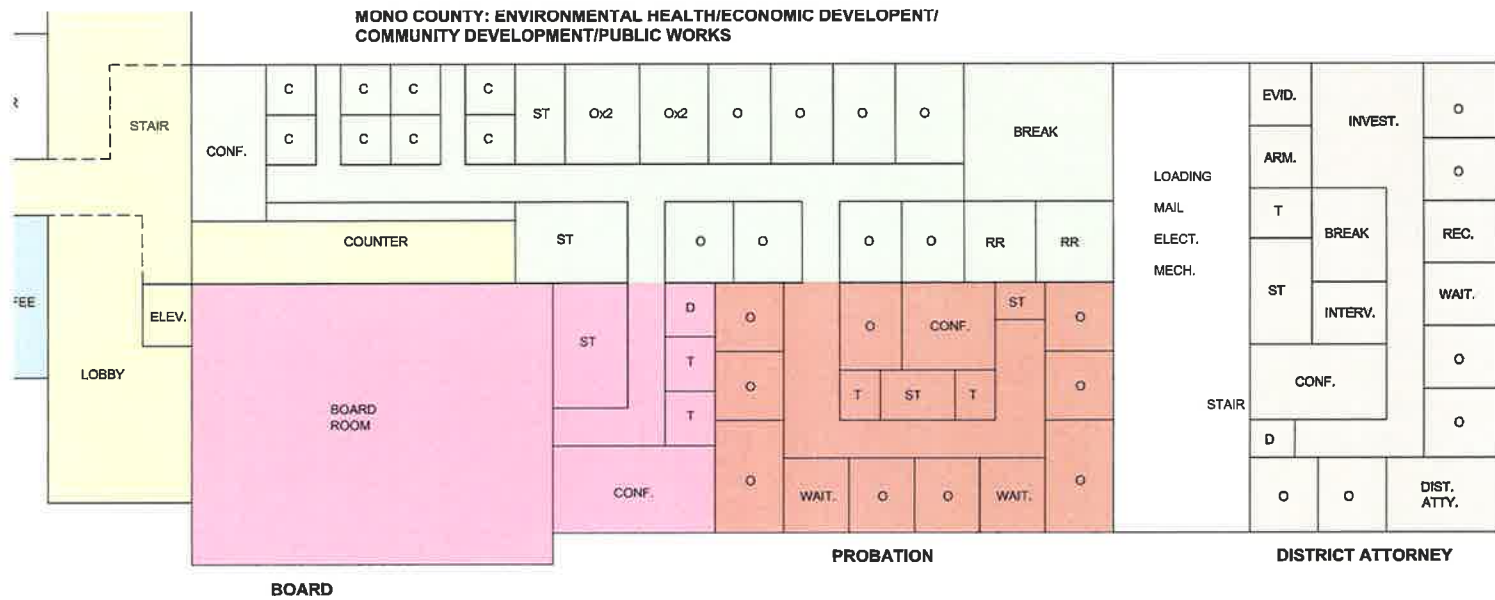 MONO COUNTY: ENVIRONMENTAL HEALTH/ECONOMIC DEVELOPENT/
COMMUNITY DEVELOPMENT/PUBLIC WORKS
C C C C
ST Ox2 Ox2 O O O O
BREAK
EVID.
INVEST.
O
STAIR
CONF.
C C C C
ARM.
O
LOADING
MAIL
ELECT.
MECH.
T
BREAK
REC.
COUNTER
ST
O O O O RR RR
FEE
ELEV.
ST
D
O
O
CONF.
ST
O
ST
INTERV.
WAIT.
LOBBY
T
O
T ST T
O
CONF.
O
BOARD
ROOM
T
STAIR
D
O
CONF.
O
WAIT. O O WAIT.
O
O O
DIST.
ATTY.
PROBATION
DISTRICT ATTORNEY
BOARD